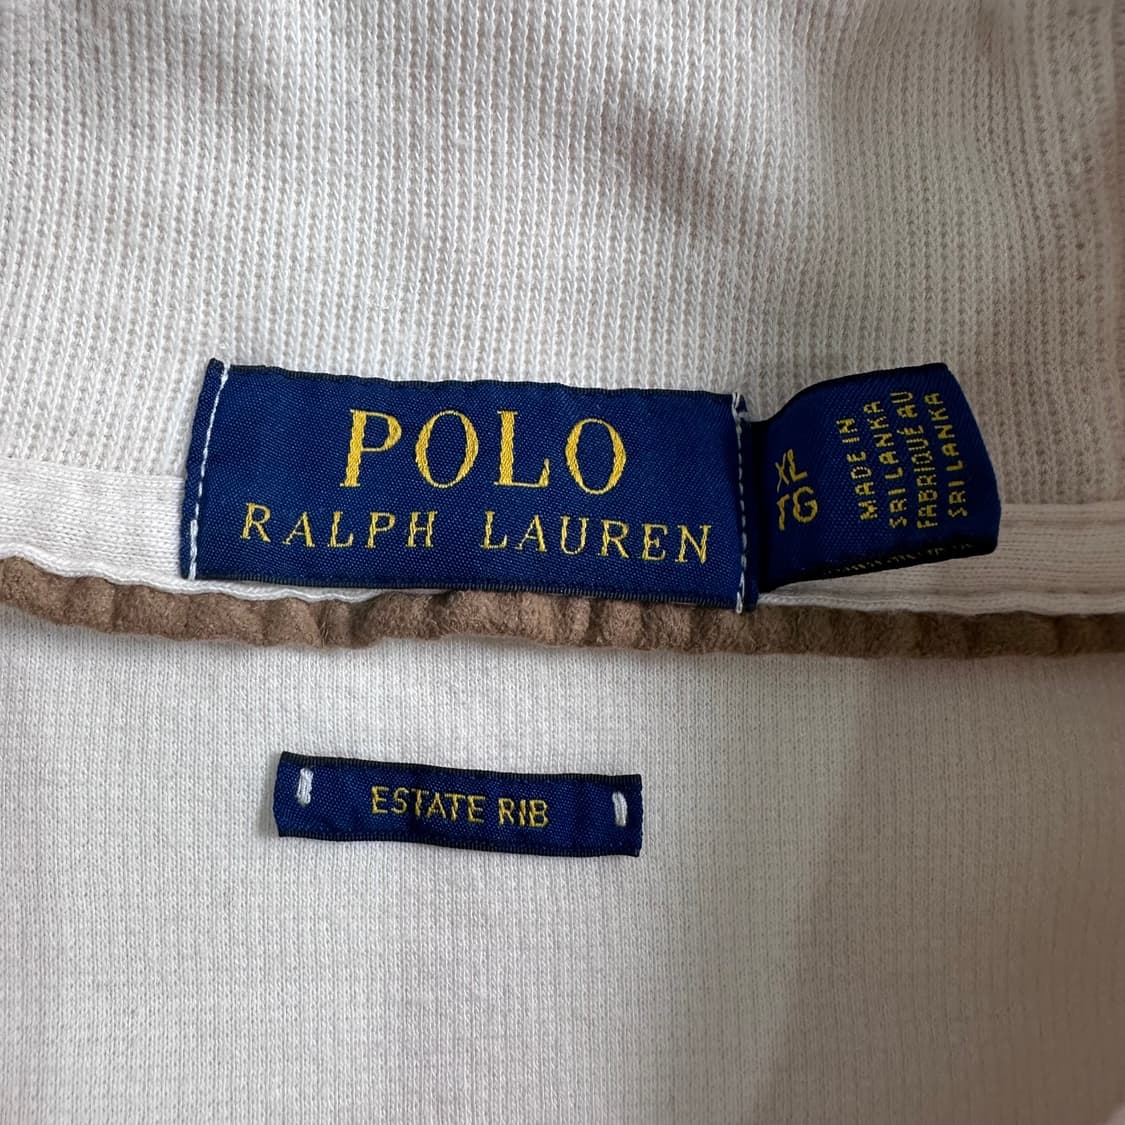 POLO
RALPH LAUREN
XL
TG
MADE IN
SRI LANKA
FABRIQUÉ AU
SRI LANKA
ESTATE RIB